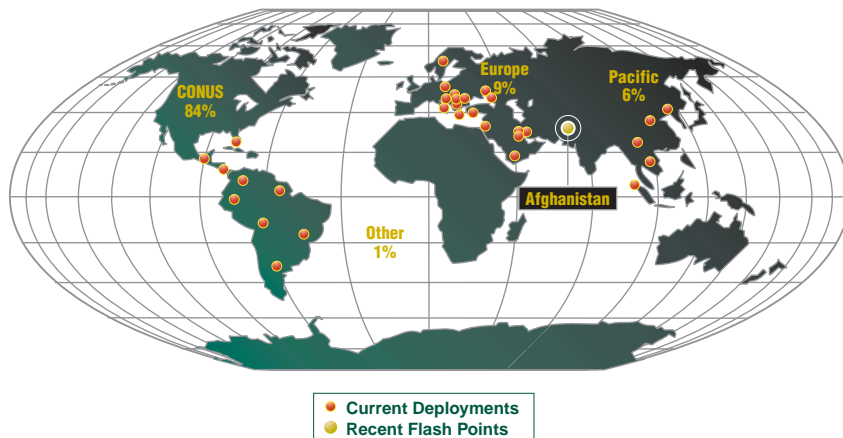 CONUS
84%
Europe
9%
Pacific
6%
Afghanistan
Other
1%
Current Deployments
Recent Flash Points